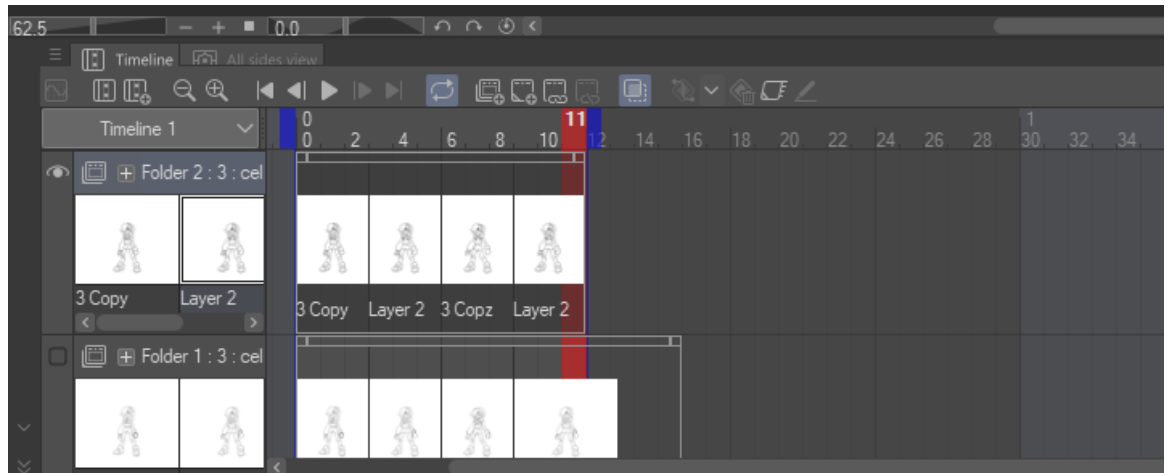 62.5 0.0
Timeline All sides view
Timeline 1
0 11 1
0 2 4 6 8 10 12 14 16 18 20 22 24 26 28 30 32 34
Folder 2 : 3 : cel
3 Copy Layer 2 3 Copy Layer 2 3 Copz Layer 2
Folder 1 : 3 : cel